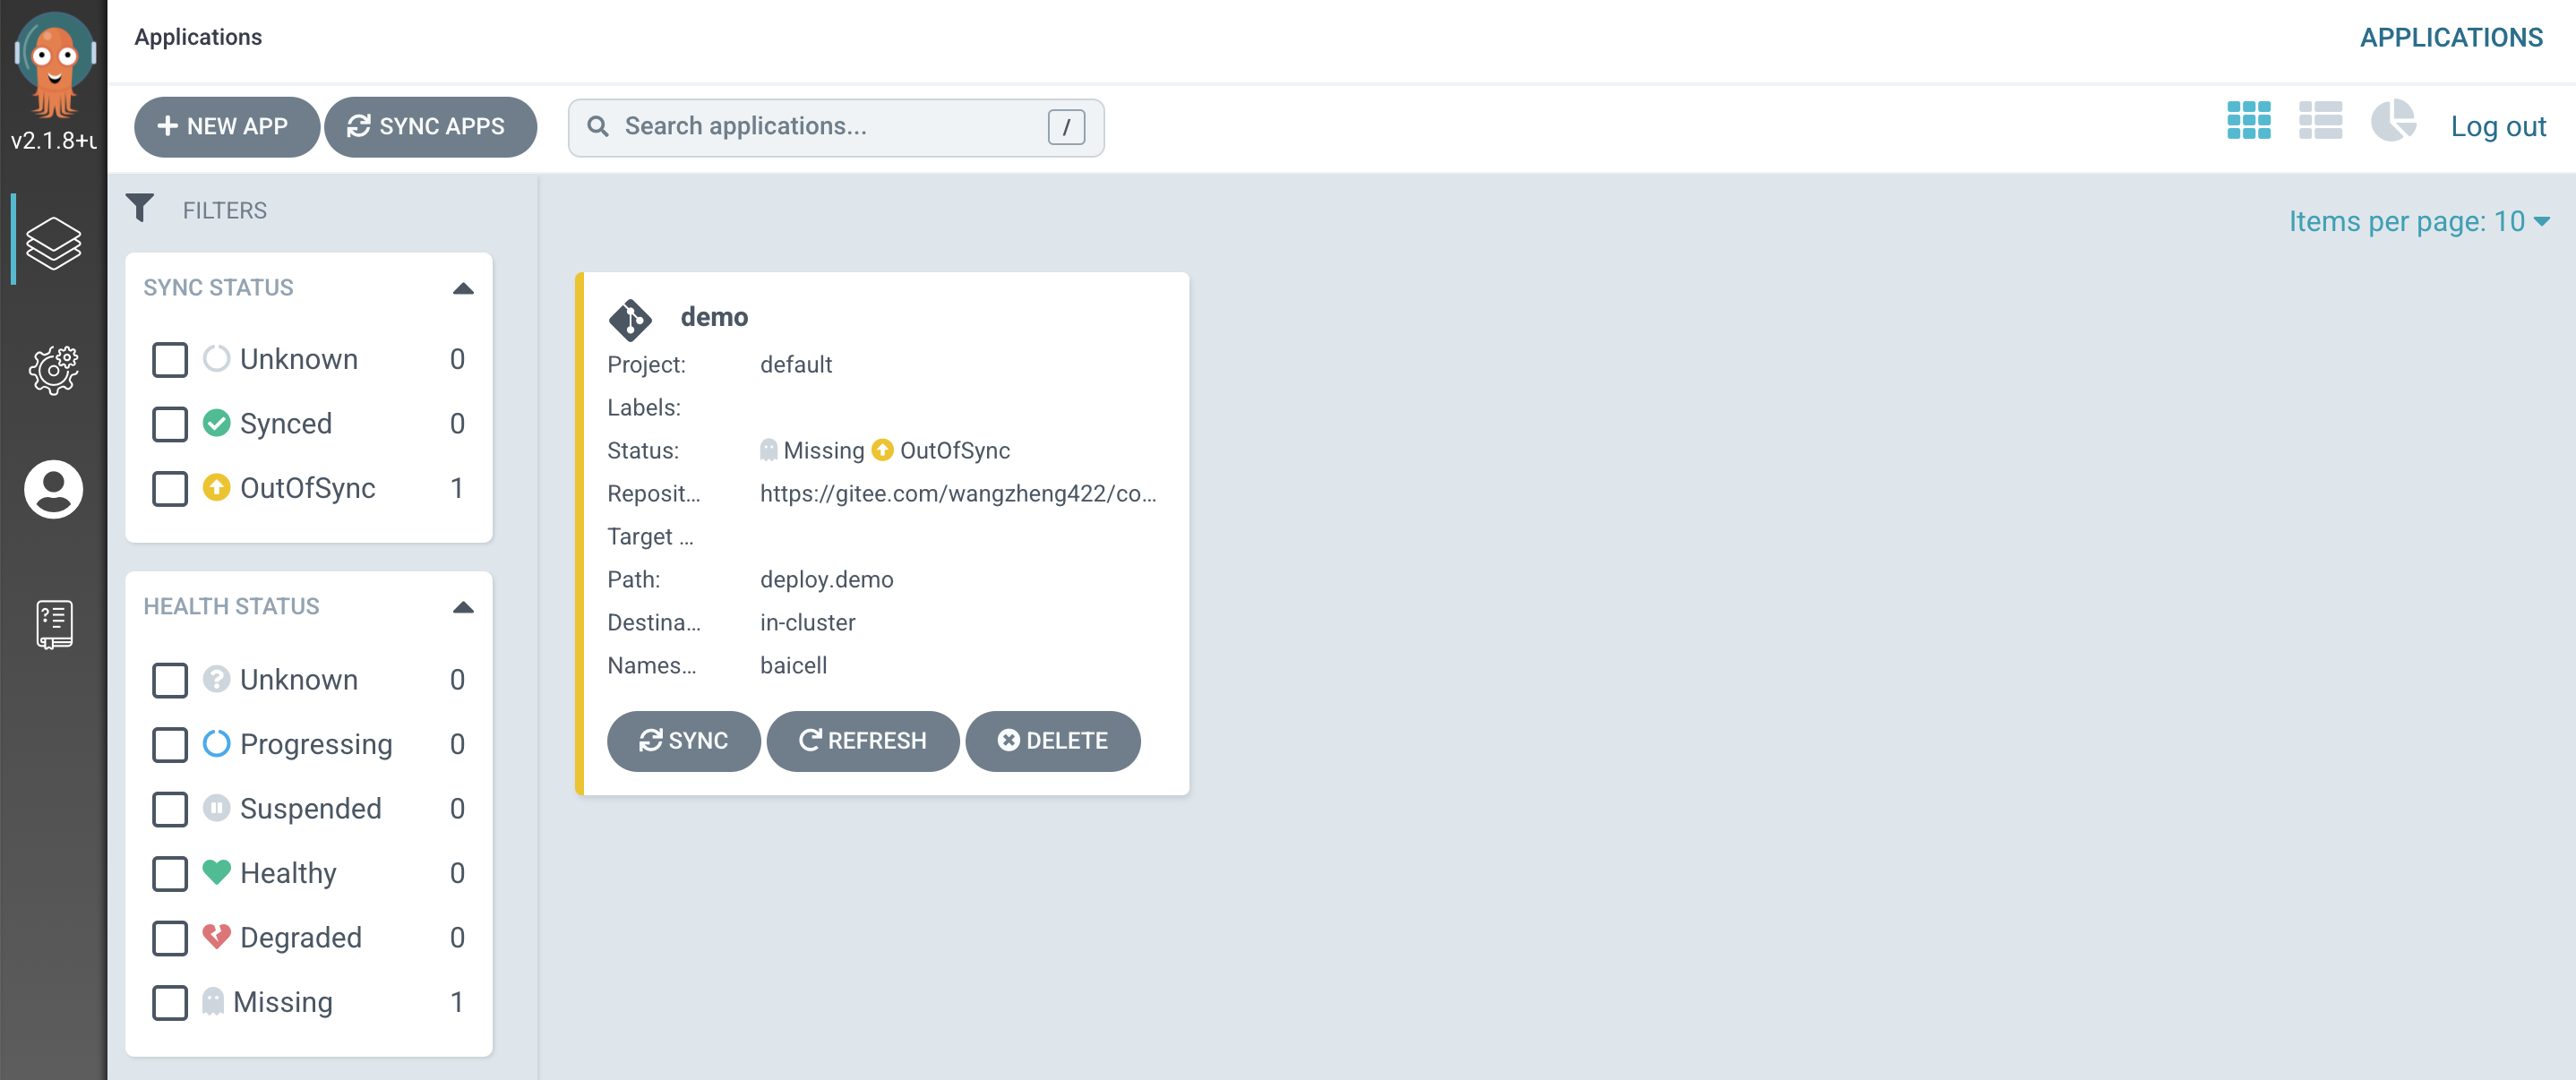 Applications
APPLICATIONS
v2.1.8+u
NEW APP
SYNC APPS
Search applications...
/
Log out
FILTERS
Items per page: 10
SYNC STATUS
Unknown 0
Synced 0
OutOfSync 1
HEALTH STATUS
Unknown 0
Progressing 0
Suspended 0
Healthy 0
Degraded 0
Missing 1
demo
Project: default
Labels:
Status: Missing OutOfSync
Reposit... https://gitee.com/wangzheng422/co...
Target ...
Path: deploy.demo
Destina... in-cluster
Names... baicell
SYNC
REFRESH
DELETE